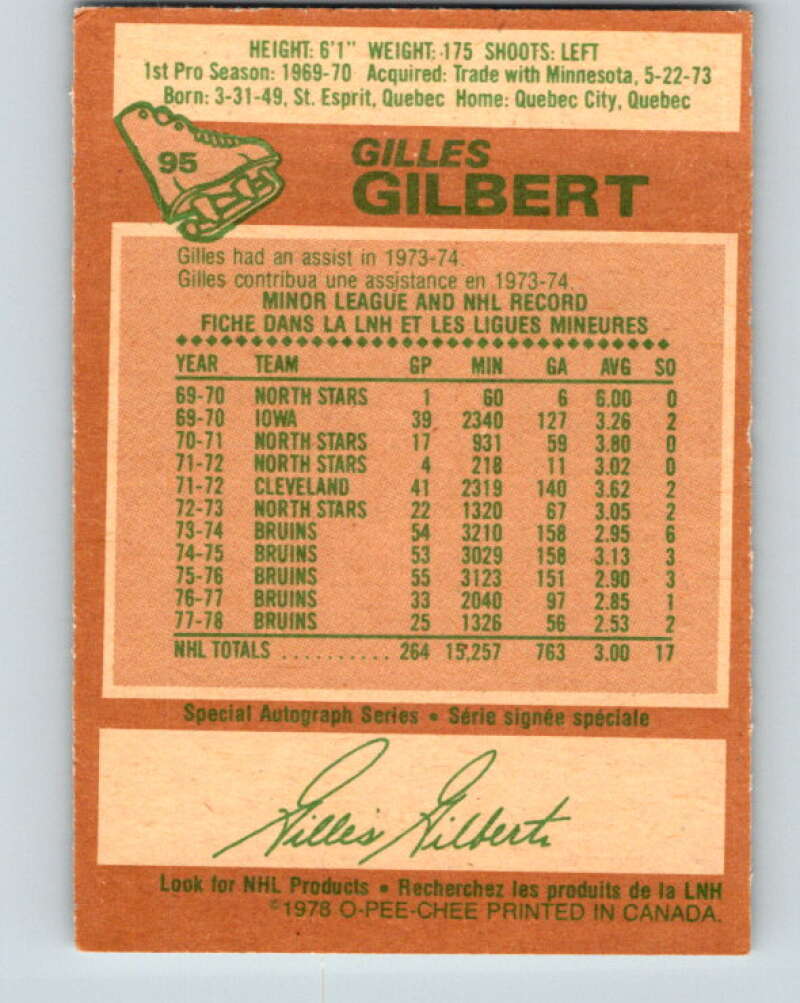 HEIGHT: 6'1" WEIGHT: 175 SHOOTS: LEFT
1st Pro Season: 1969-70 Acquired: Trade with Minnesota, 5-22-73
Born: 3-31-49, St. Esprit, Quebec Home: Quebec City, Quebec
95
GILLES
GILBERT
Gilles had an assist in 1973-74.
Gilles contribua une assistance en 1973-74.
MINOR LEAGUE AND NHL RECORD
FICHE DANS LA LNH ET LES LIGUES MINEURES
YEAR TEAM GP MIN GA AVG SO
69-70 NORTH STARS 1 60 6 6.00 0
69-70 IOWA 39 2340 127 3.26 2
70-71 NORTH STARS 17 931 59 3.80 0
71-72 NORTH STARS 4 218 11 3.02 0
71-72 CLEVELAND 41 2319 140 3.62 2
72-73 NORTH STARS 22 1320 67 3.05 2
73-74 BRUINS 54 3210 158 2.95 6
74-75 BRUINS 53 3029 158 3.13 3
75-76 BRUINS 55 3123 151 2.90 3
76-77 BRUINS 33 2040 97 2.85 1
77-78 BRUINS 25 1326 56 2.53 2
NHL TOTALS .......... 264 15,257 763 3.00 17
Special Autograph Series • Série signée spéciale
Gilles Gilbert
Look for NHL Products • Recherchez les produits de la LNH
©1978 O-PEE-CHEE PRINTED IN CANADA.